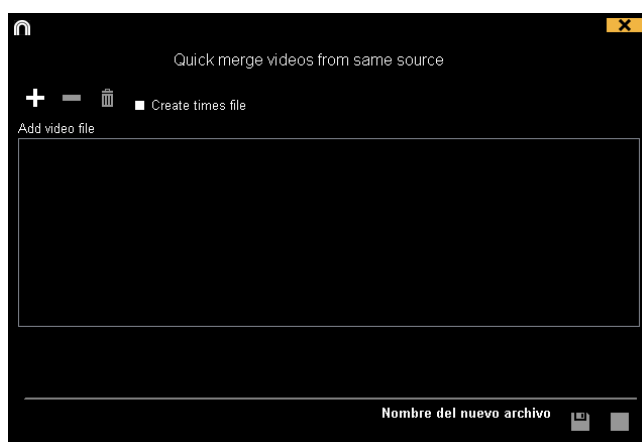 Quick merge videos from same source
Create times file
Add video file
Nombre del nuevo archivo